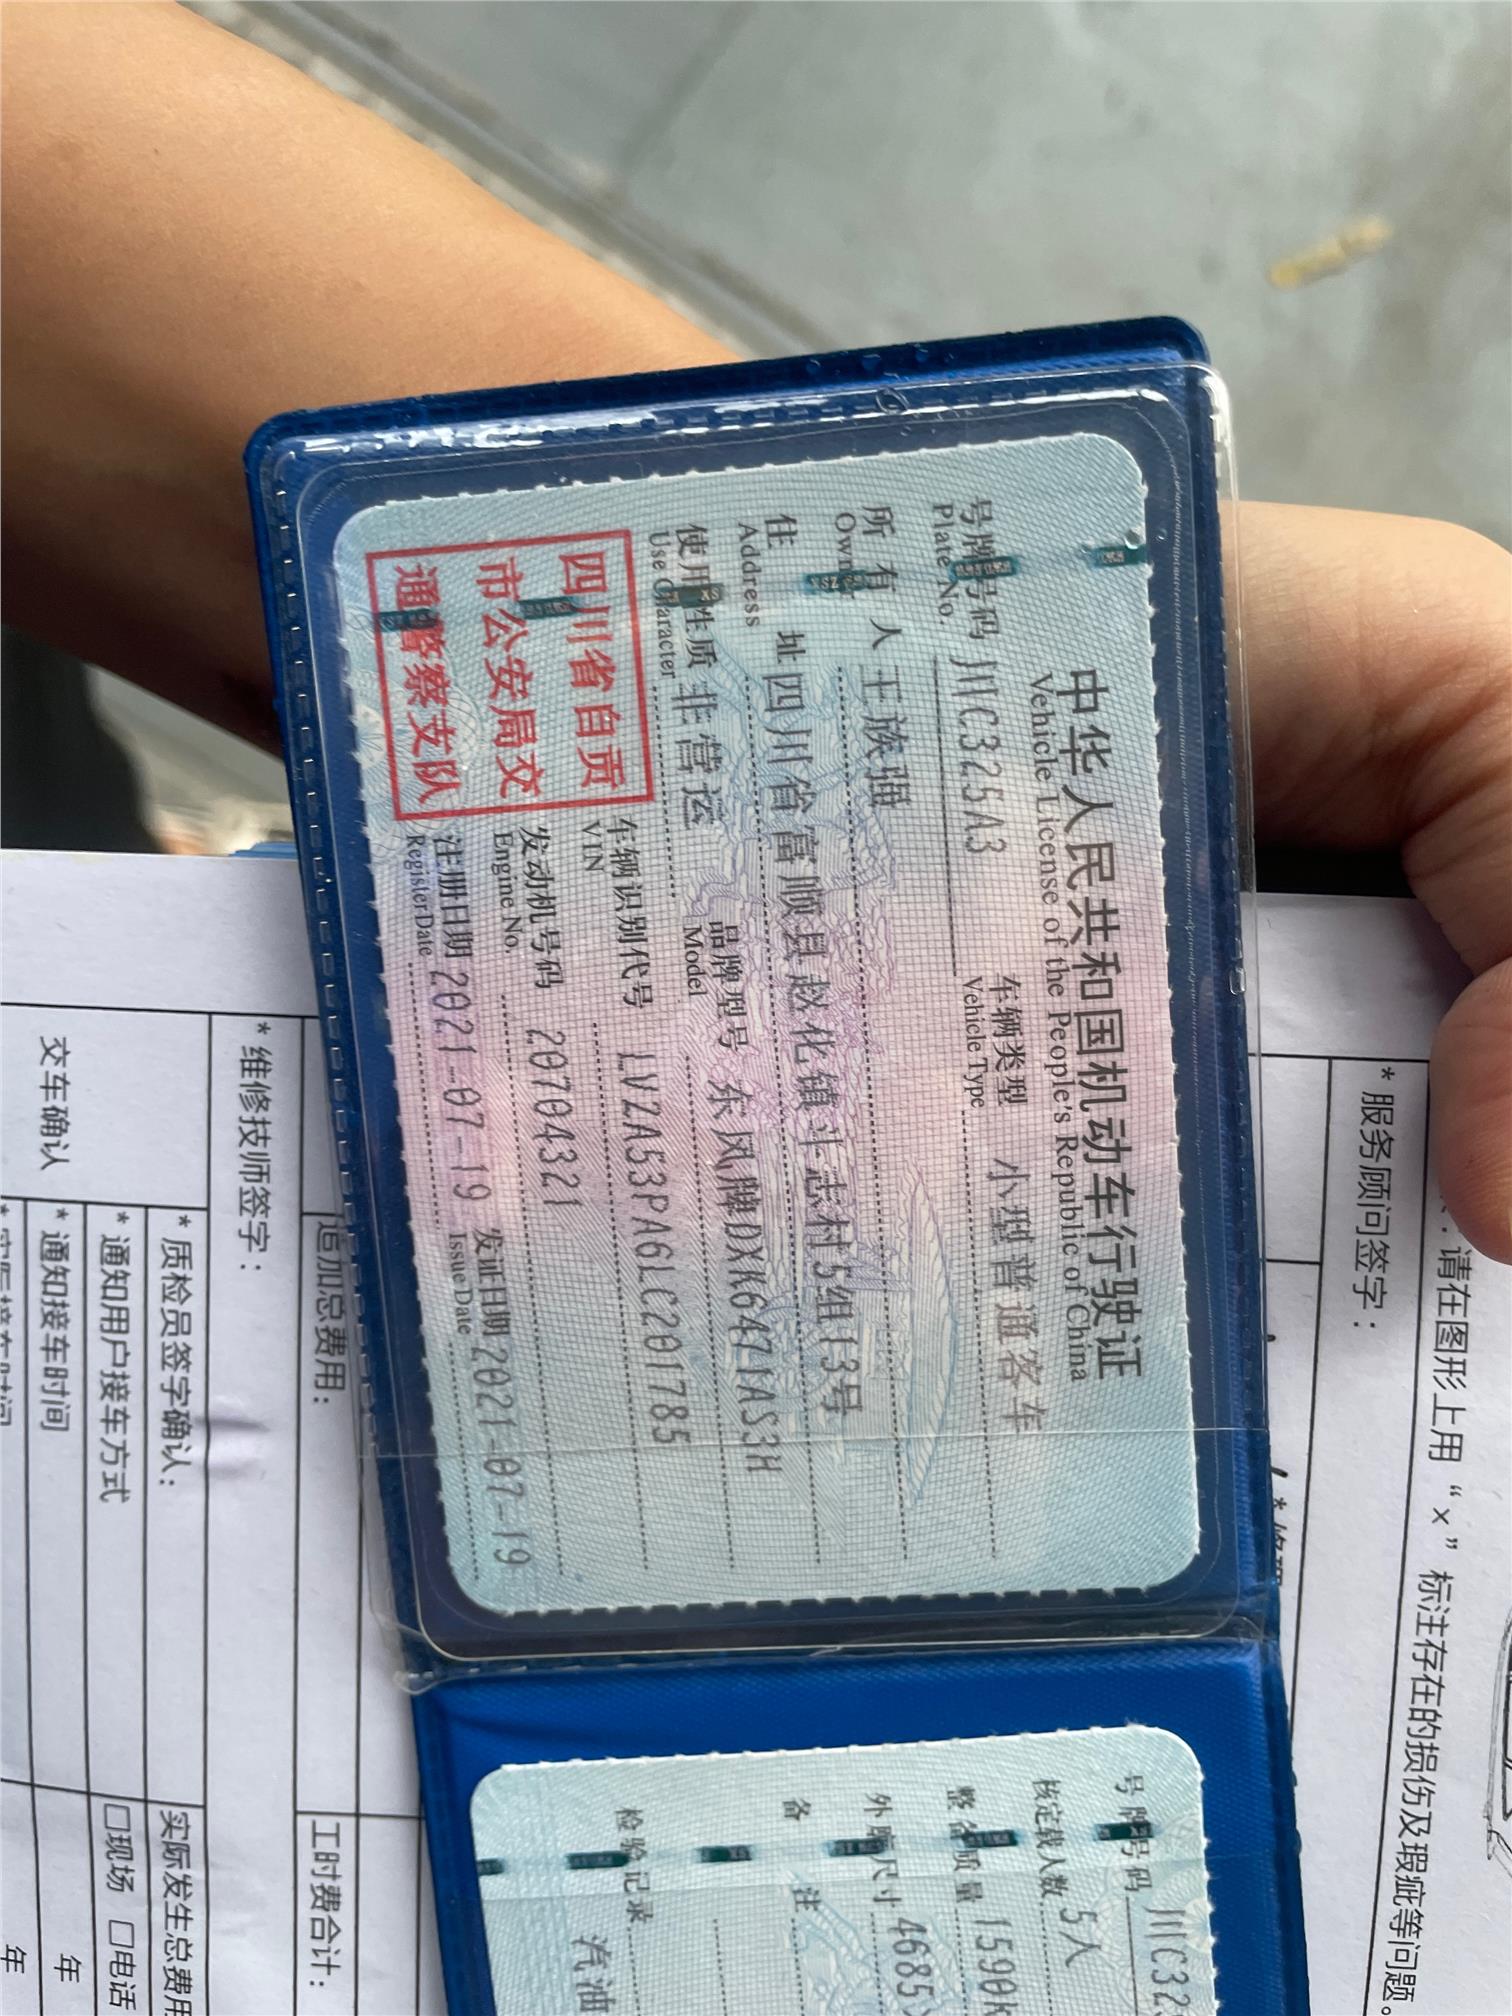 中华人民共和国机动车行驶证
Vehicle License of the People's Republic of China
号牌号码 川C325A3 车辆类型 小型普通客车
Plate No. Vehicle Type
所有人 王族强
Owner
住址 四川省富顺县赵化镇斗志村5组13号
Address
使用性质 非营运 品牌型号 东风牌DXK6471AS3H
Use Character Model
四川省自贡
市公安局交
通警察支队
车辆识别代号 LVZA53PA6LC201785
VIN
发动机号码 20704321
Engine No.
注册日期 2021-07-19 发证日期 2021-07-19
Register Date Issue Date
号牌号码 川C32
核定载人数 5人
整备质量 1590k
外廓尺寸 4685×
备注
检验记录 汽油
请在图形上用“×”标注存在的损伤及瑕疵等问题。
*服务顾问签字：
追加总费用：
工时费合计：
*维修技师签字：
交车确认
*质检员签字确认： 实际发生总费用
*通知用户接车方式 □现场 □电话
*通知接车时间 年
年